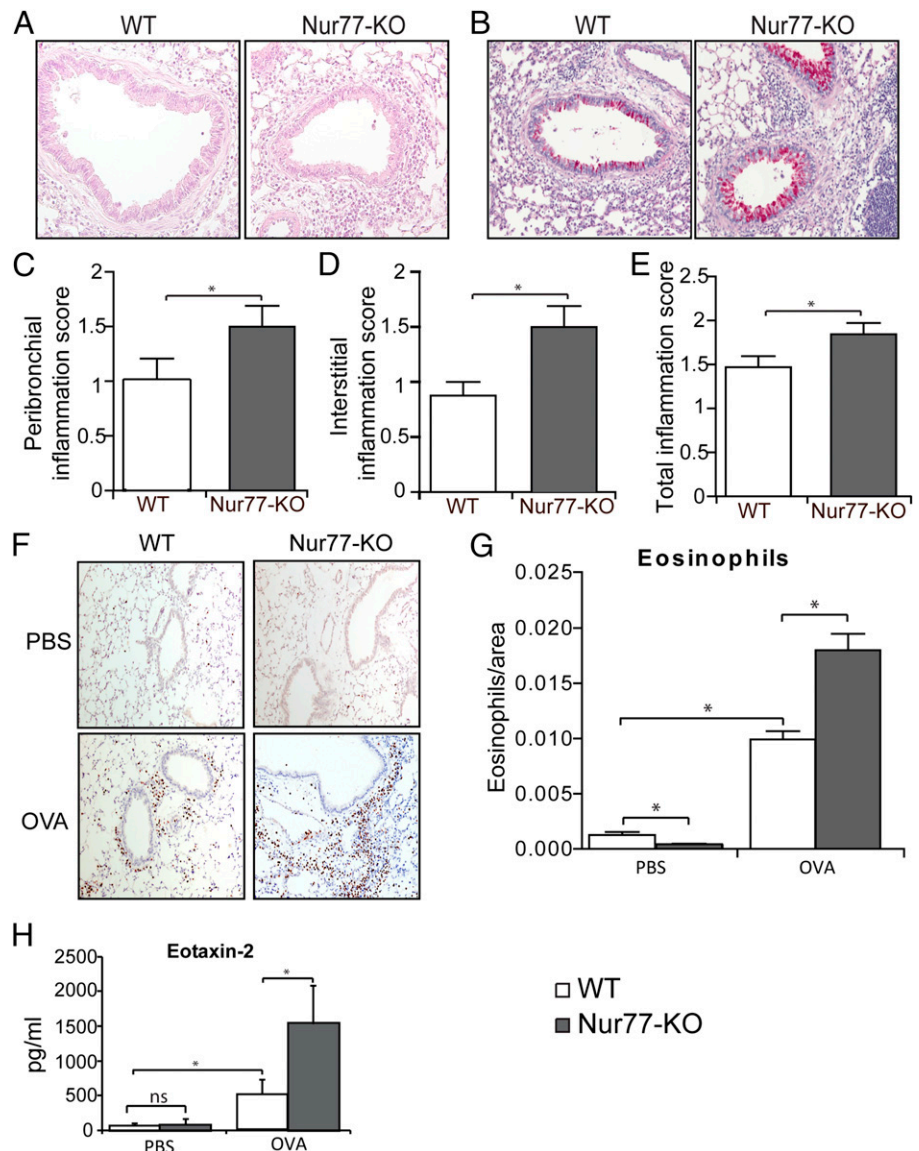 A
WT
Nur77-KO
B
WT
Nur77-KO
C
Peribronchial
inflammation score
2
1.5
1
0.5
0
*
WT
Nur77-KO
D
Interstitial
inflammation score
2
1.5
1
0.5
0
*
WT
Nur77-KO
E
Total inflammation score
2.5
2
1.5
1
0.5
0
*
WT
Nur77-KO
F
WT
Nur77-KO
PBS
OVA
G
Eosinophils
Eosinophils/area
0.025
0.020
0.015
0.010
0.005
0.000
*
*
*
PBS
OVA
H
Eotaxin-2
pg/ml
2500
2000
1500
1000
500
0
ns
*
*
PBS
OVA
WT
Nur77-KO